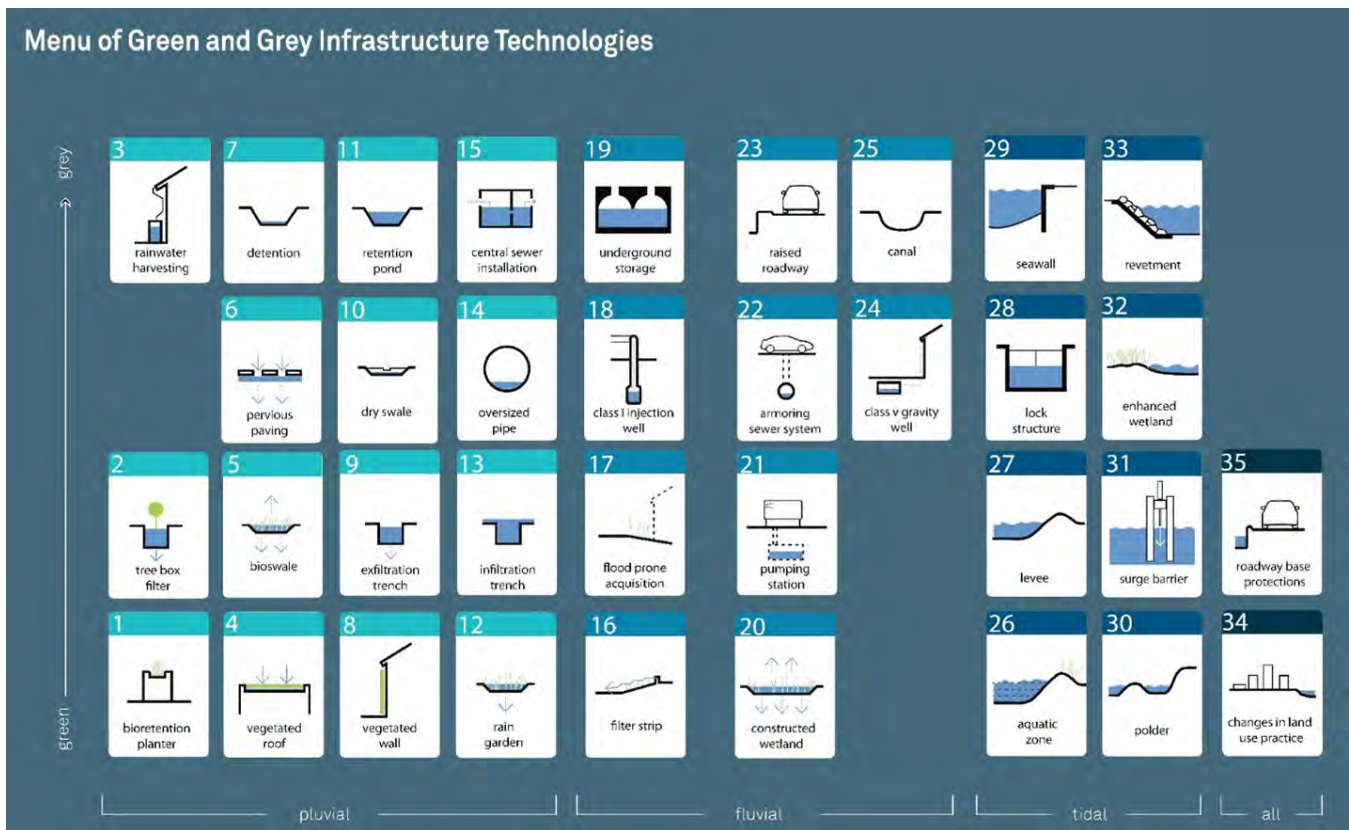 Menu of Green and Grey Infrastructure Technologies
grey
3
rainwater
harvesting
7
detention
11
retention
pond
15
central sewer
installation
19
underground
storage
23
raised
roadway
25
canal
29
seawall
33
revetment
6
pervious
paving
10
dry swale
14
oversized
pipe
18
class I injection
well
22
armoring
sewer system
24
class v gravity
well
28
lock
structure
32
enhanced
wetland
2
tree box
filter
5
bioswale
9
exfiltration
trench
13
infiltration
trench
17
flood prone
acquisition
21
pumping
station
27
levee
31
surge barrier
35
roadway base
protections
green
1
bioretention
planter
4
vegetated
roof
8
vegetated
wall
12
rain
garden
16
filter strip
20
constructed
wetland
26
aquatic
zone
30
polder
34
changes in land
use practice
pluvial
fluvial
tidal
all